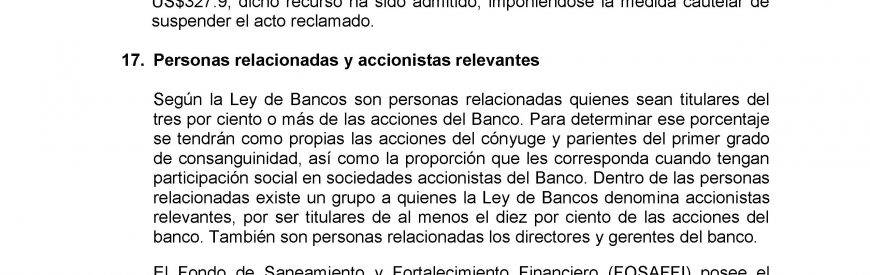 US$327.9, dicho recurso ha sido admitido, imponiéndose la medida cautelar de
suspender el acto reclamado.
17. Personas relacionadas y accionistas relevantes
Según la Ley de Bancos son personas relacionadas quienes sean titulares del
tres por ciento o más de las acciones del Banco. Para determinar ese porcentaje
se tendrán como propias las acciones del cónyuge y parientes del primer grado
de consanguinidad, así como la proporción que les corresponda cuando tengan
participación social en sociedades accionistas del Banco. Dentro de las personas
relacionadas existe un grupo a quienes la Ley de Bancos denomina accionistas
relevantes, por ser titulares de al menos el diez por ciento de las acciones del
banco. También son personas relacionadas los directores y gerentes del banco.
El Fondo de Saneamiento y Fortalecimiento Financiero (FOSAFFI) posee el